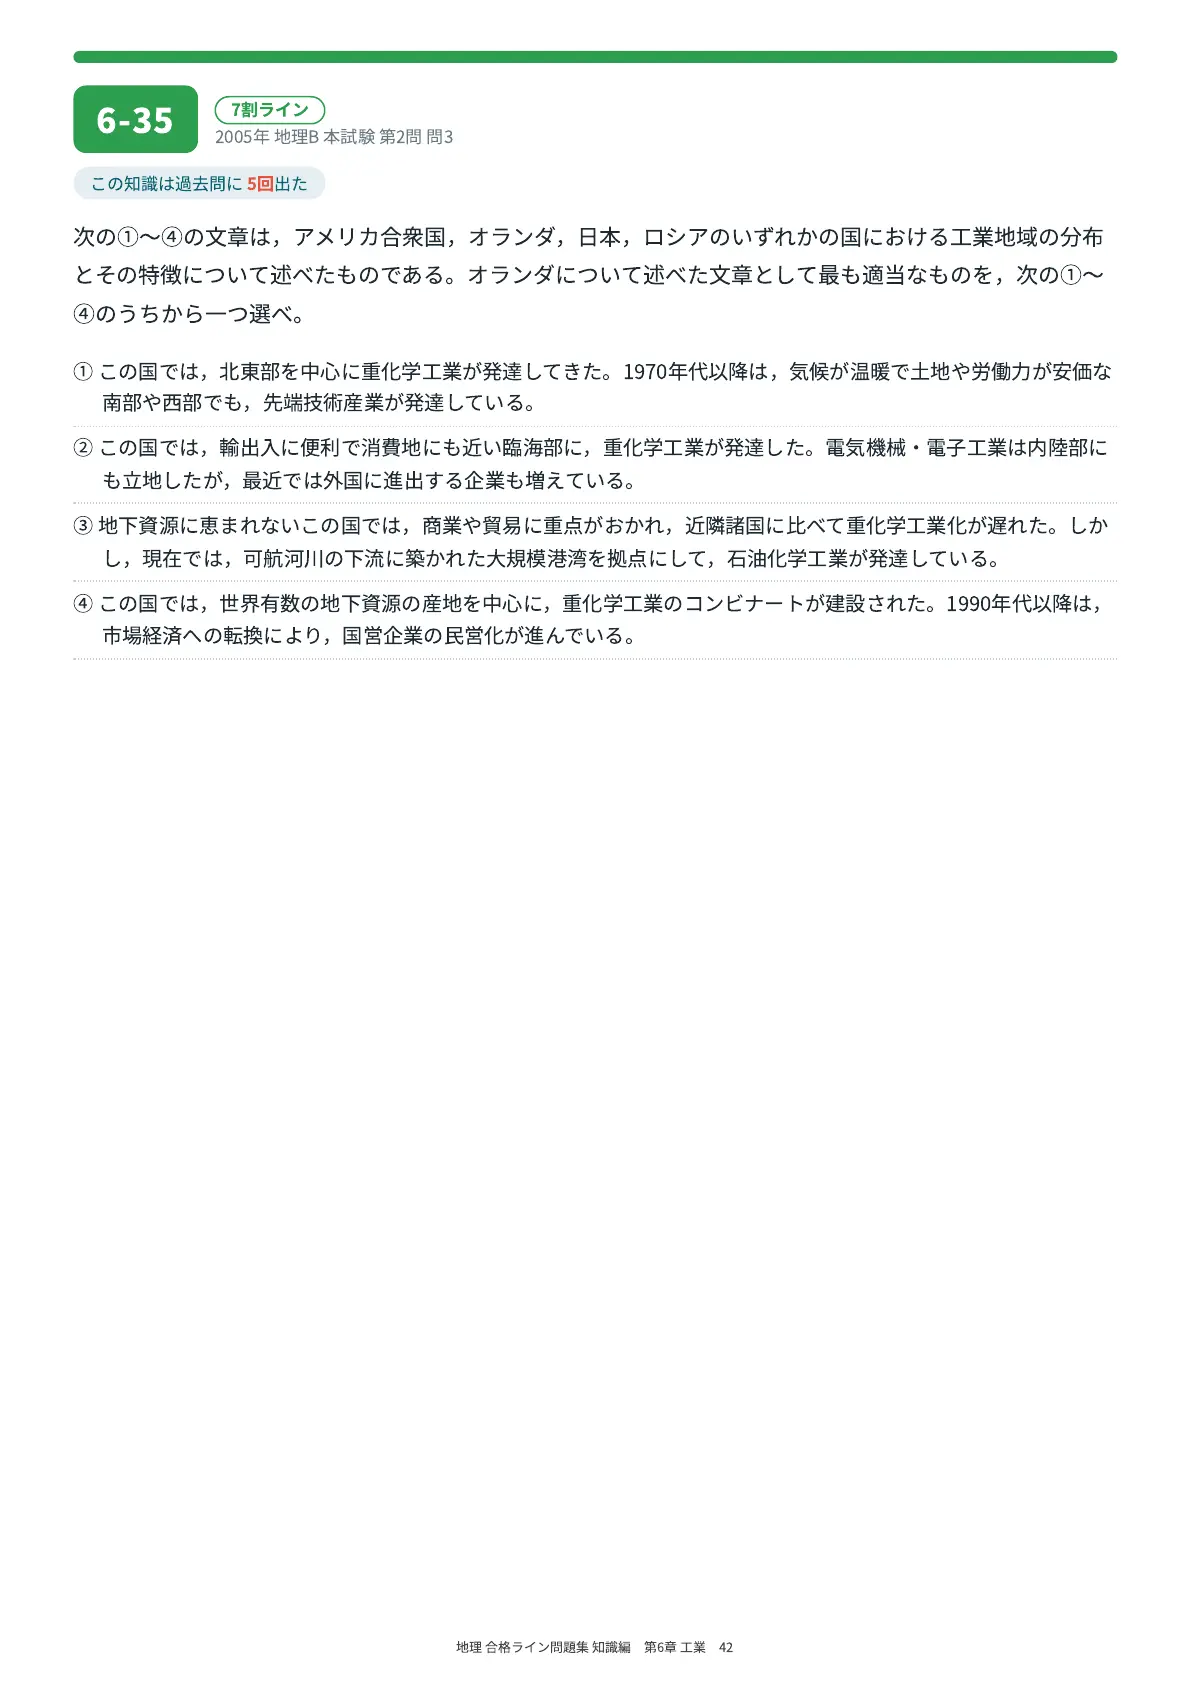 6-35
7割ライン
2005年 地理B 本試験 第2問 問3
この知識は過去問に 5回出た
次の①〜④の文章は，アメリカ合衆国，オランダ，日本，ロシアのいずれかの国における工業地域の分布
とその特徴について述べたものである。オランダについて述べた文章として最も適当なものを，次の①〜
④のうちから一つ選べ。
① この国では，北東部を中心に重化学工業が発達してきた。1970年代以降は，気候が温暖で土地や労働力が安価な
南部や西部でも，先端技術産業が発達している。
② この国では，輸出入に便利で消費地にも近い臨海部に，重化学工業が発達した。電気機械・電子工業は内陸部に
も立地したが，最近では外国に進出する企業も増えている。
③ 地下資源に恵まれないこの国では，商業や貿易に重点がおかれ，近隣諸国に比べて重化学工業化が遅れた。しか
し，現在では，可航河川の下流に築かれた大規模港湾を拠点にして，石油化学工業が発達している。
④ この国では，世界有数の地下資源の産地を中心に，重化学工業のコンビナートが建設された。1990年代以降は，
市場経済への転換により，国営企業の民営化が進んでいる。
地理 合格ライン問題集 知識編　第6章 工業　42